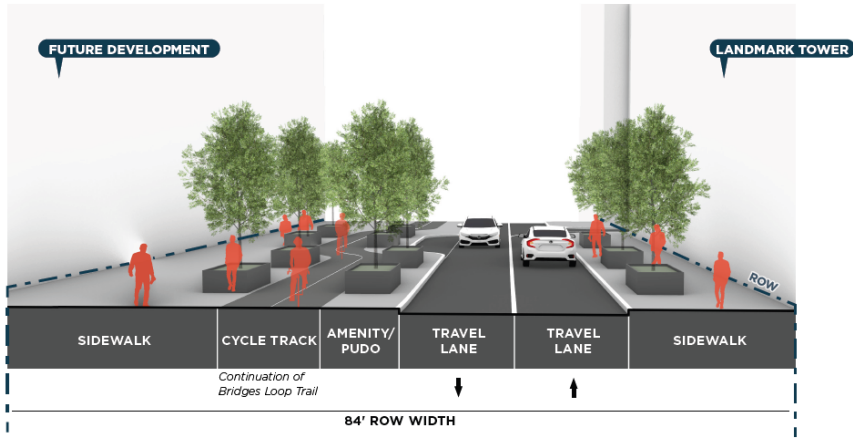 FUTURE DEVELOPMENT
LANDMARK TOWER
ROW
SIDEWALK
CYCLE TRACK
AMENITY/
PUDO
TRAVEL
LANE
TRAVEL
LANE
SIDEWALK
Continuation of
Bridges Loop Trail
84' ROW WIDTH